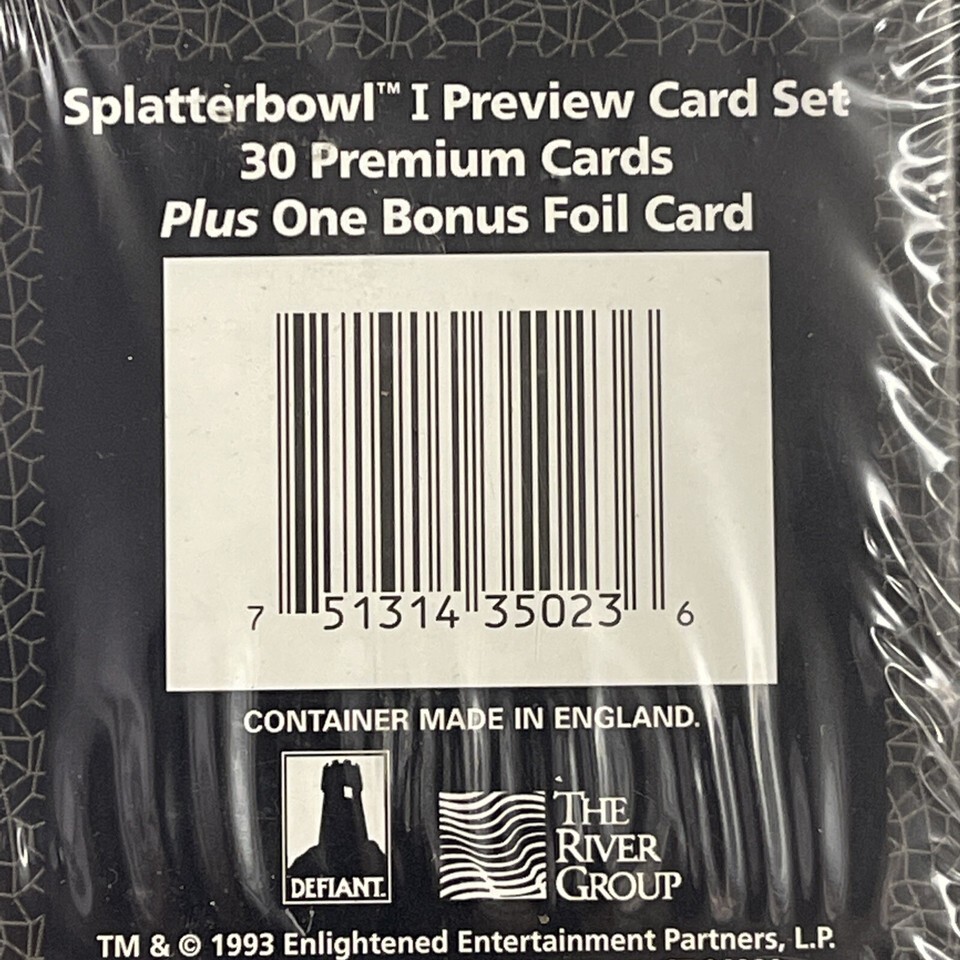 Splatterbowl™ I Preview Card Set
30 Premium Cards
Plus One Bonus Foil Card
7 51314 35023 6
CONTAINER MADE IN ENGLAND.
DEFIANT.
THE
RIVER
GROUP
TM & © 1993 Enlightened Entertainment Partners, L.P.